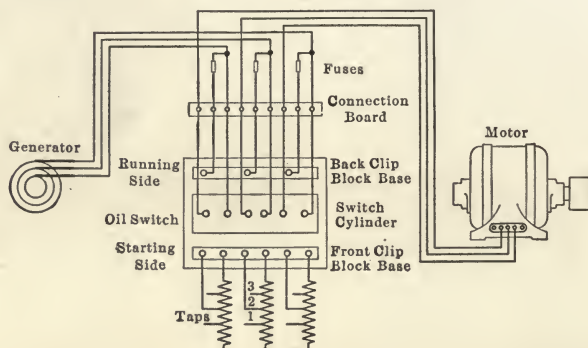 Fuses
Connection
Board
Generator
Motor
Running
Side
Back Clip
Block Base
Oil Switch
Switch
Cylinder
Starting
Side
Front Clip
Block Base
Taps
3
2
1